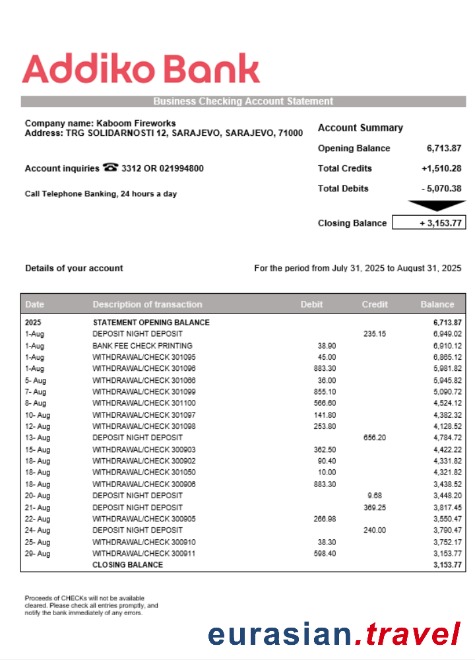 Addiko Bank
Business Checking Account Statement
Company name: Kaboom Fireworks
Address: TRG SOLIDARNOSTI 12, SARAJEVO, SARAJEVO, 71000
Account inquiries ☎ 3312 OR 021994800
Call Telephone Banking, 24 hours a day
Account Summary
Opening Balance 6,713.87
Total Credits +1,510.28
Total Debits - 5,070.38
Closing Balance + 3,153.77
Details of your account For the period from July 31, 2025 to August 31, 2025
Date Description of transaction Debit Credit Balance
2025 STATEMENT OPENING BALANCE 6,713.87
1-Aug DEPOSIT NIGHT DEPOSIT 235.15 6,949.02
1-Aug BANK FEE CHECK PRINTING 38.90 6,910.12
1-Aug WITHDRAWAL/CHECK 301095 45.00 6,865.12
1-Aug WITHDRAWAL/CHECK 301096 883.30 5,981.82
5- Aug WITHDRAWAL/CHECK 301066 36.00 5,945.82
7- Aug WITHDRAWAL/CHECK 301099 855.10 5,090.72
8- Aug WITHDRAWAL/CHECK 301100 566.60 4,524.12
10- Aug WITHDRAWAL/CHECK 301097 141.80 4,382.32
12- Aug WITHDRAWAL/CHECK 301098 253.80 4,128.52
13- Aug DEPOSIT NIGHT DEPOSIT 656.20 4,784.72
15- Aug WITHDRAWAL/CHECK 300903 362.50 4,422.22
18- Aug WITHDRAWAL/CHECK 300902 90.40 4,331.82
18- Aug WITHDRAWAL/CHECK 301050 10.00 4,321.82
18- Aug WITHDRAWAL/CHECK 300906 883.30 3,438.52
20- Aug DEPOSIT NIGHT DEPOSIT 9.68 3,448.20
21- Aug DEPOSIT NIGHT DEPOSIT 369.25 3,817.45
22- Aug WITHDRAWAL/CHECK 300905 266.98 3,550.47
24- Aug DEPOSIT NIGHT DEPOSIT 240.00 3,790.47
25- Aug WITHDRAWAL/CHECK 300910 38.30 3,752.17
29- Aug WITHDRAWAL/CHECK 300911 598.40 3,153.77
CLOSING BALANCE 3,153.77
Proceeds of CHECKs will not be available
cleared. Please check all entries promptly, and
notify the bank immediately of any errors.
eurasian.travel